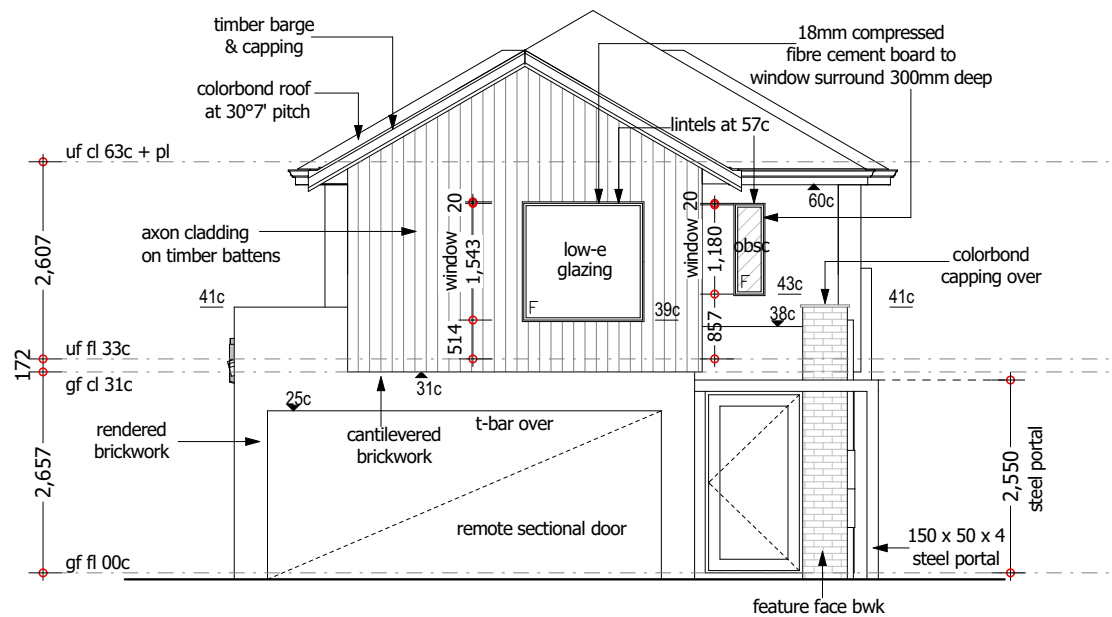 timber barge
& capping
18mm compressed
fibre cement board to
window surround 300mm deep
colorbond roof
at 30°7' pitch
lintels at 57c
uf cl 63c + pl
60c
axon cladding
on timber battens
window 20
1,543
514
low-e
glazing
F
39c
window 20
1,180
857
obsc
F
43c
38c
colorbond
capping over
41c
41c
2,607
uf fl 33c
172
gf cl 31c
31c
25c
t-bar over
rendered
brickwork
cantilevered
brickwork
2,657
remote sectional door
2,550
steel portal
150 x 50 x 4
steel portal
gf fl 00c
feature face bwk